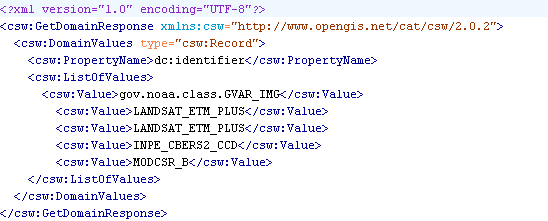 <?xml version="1.0" encoding="UTF-8"?>
<csw:GetDomainResponse xmlns:csw="http://www.opengis.net/cat/csw/2.0.2">
<csw:DomainValues type="csw:Record">
<csw:PropertyName>dc:identifier</csw:PropertyName>
<csw:ListOfValues>
<csw:Value>gov.noaa.class.GVAR_IMG</csw:Value>
<csw:Value>LANDSAT_ETM_PLUS</csw:Value>
<csw:Value>LANDSAT_ETM_PLUS</csw:Value>
<csw:Value>INPE_CBERS2_CCD</csw:Value>
<csw:Value>MODCSR_B</csw:Value>
</csw:ListOfValues>
</csw:DomainValues>
</csw:GetDomainResponse>